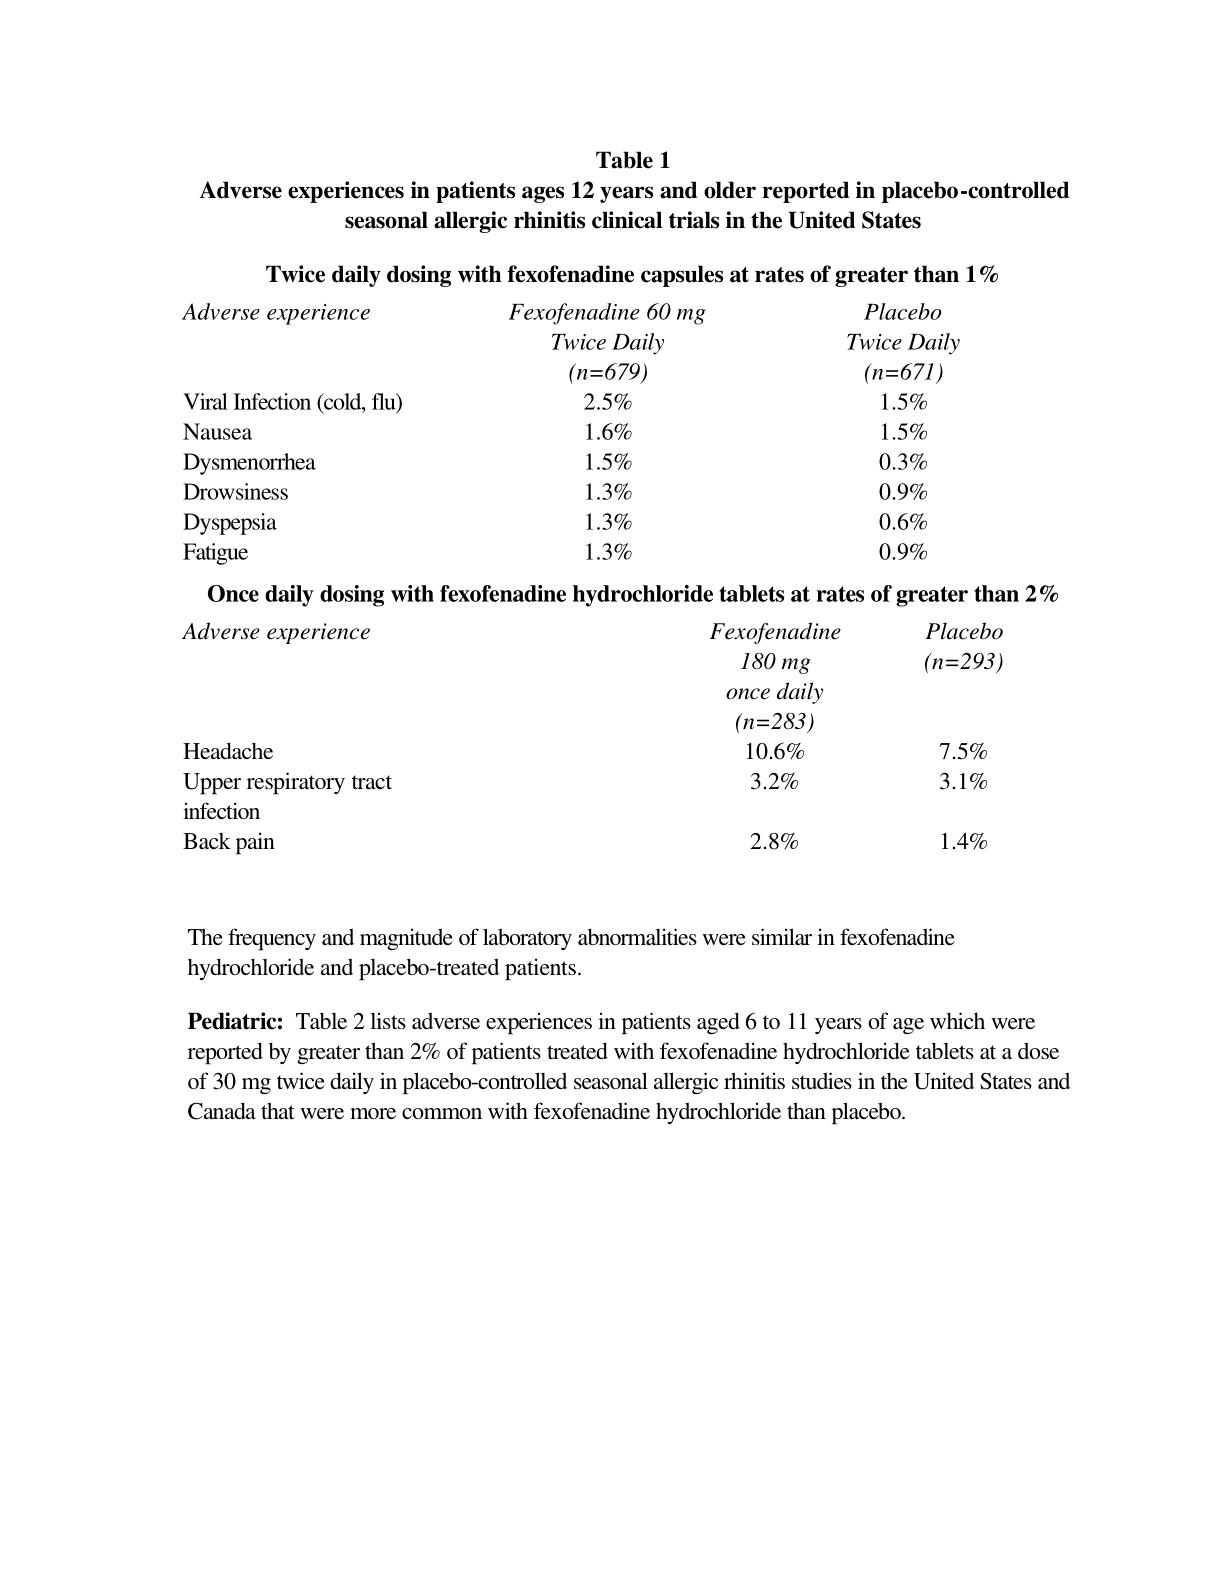 Table 1
Adverse experiences in patients ages 12 years and older reported in placebo-controlled
seasonal allergic rhinitis clinical trials in the United States
Twice daily dosing with fexofenadine capsules at rates of greater than 1%
Adverse experience Fexofenadine 60 mg Placebo
Twice Daily Twice Daily
(n=679) (n=671)
Viral Infection (cold, flu) 2.5% 1.5%
Nausea 1.6% 1.5%
Dysmenorrhea 1.5% 0.3%
Drowsiness 1.3% 0.9%
Dyspepsia 1.3% 0.6%
Fatigue 1.3% 0.9%
Once daily dosing with fexofenadine hydrochloride tablets at rates of greater than 2%
Adverse experience Fexofenadine Placebo
180 mg (n=293)
once daily
(n=283)
Headache 10.6% 7.5%
Upper respiratory tract 3.2% 3.1%
infection
Back pain 2.8% 1.4%
The frequency and magnitude of laboratory abnormalities were similar in fexofenadine
hydrochloride and placebo-treated patients.
Pediatric: Table 2 lists adverse experiences in patients aged 6 to 11 years of age which were
reported by greater than 2% of patients treated with fexofenadine hydrochloride tablets at a dose
of 30 mg twice daily in placebo-controlled seasonal allergic rhinitis studies in the United States and
Canada that were more common with fexofenadine hydrochloride than placebo.